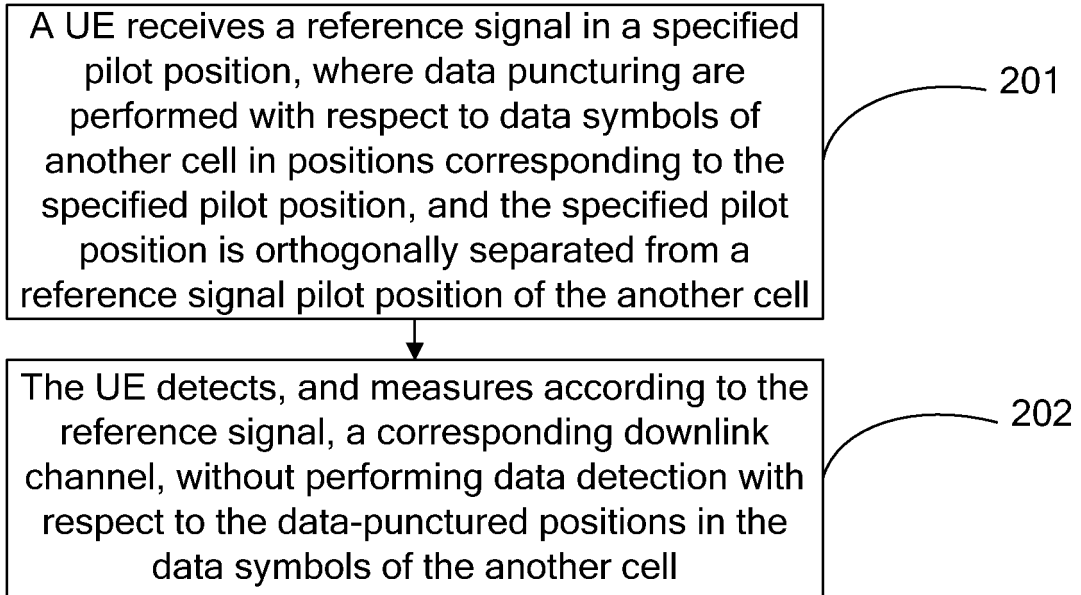 A UE receives a reference signal in a specified
pilot position, where data puncturing are
performed with respect to data symbols of
another cell in positions corresponding to the
specified pilot position, and the specified pilot
position is orthogonally separated from a
reference signal pilot position of the another cell
201
The UE detects, and measures according to the
reference signal, a corresponding downlink
channel, without performing data detection with
respect to the data-punctured positions in the
data symbols of the another cell
202